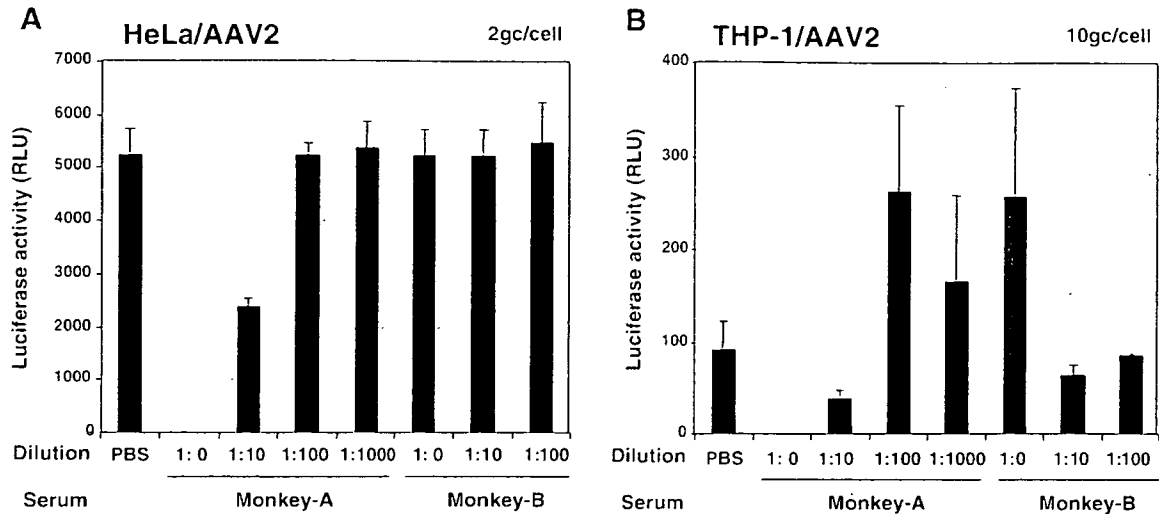 A
HeLa/AAV2
2gc/cell
Luciferase activity (RLU)
7000
6000
5000
4000
3000
2000
1000
0
Dilution PBS 1: 0 1:10 1:100 1:1000 1:0 1:10 1:100
Serum Monkey-A Monkey-B
B
THP-1/AAV2
10gc/cell
Luciferase activity (RLU)
400
300
200
100
0
Dilution PBS 1: 0 1:10 1:100 1:1000 1:0 1:10 1:100
Serum Monkey-A Monkey-B